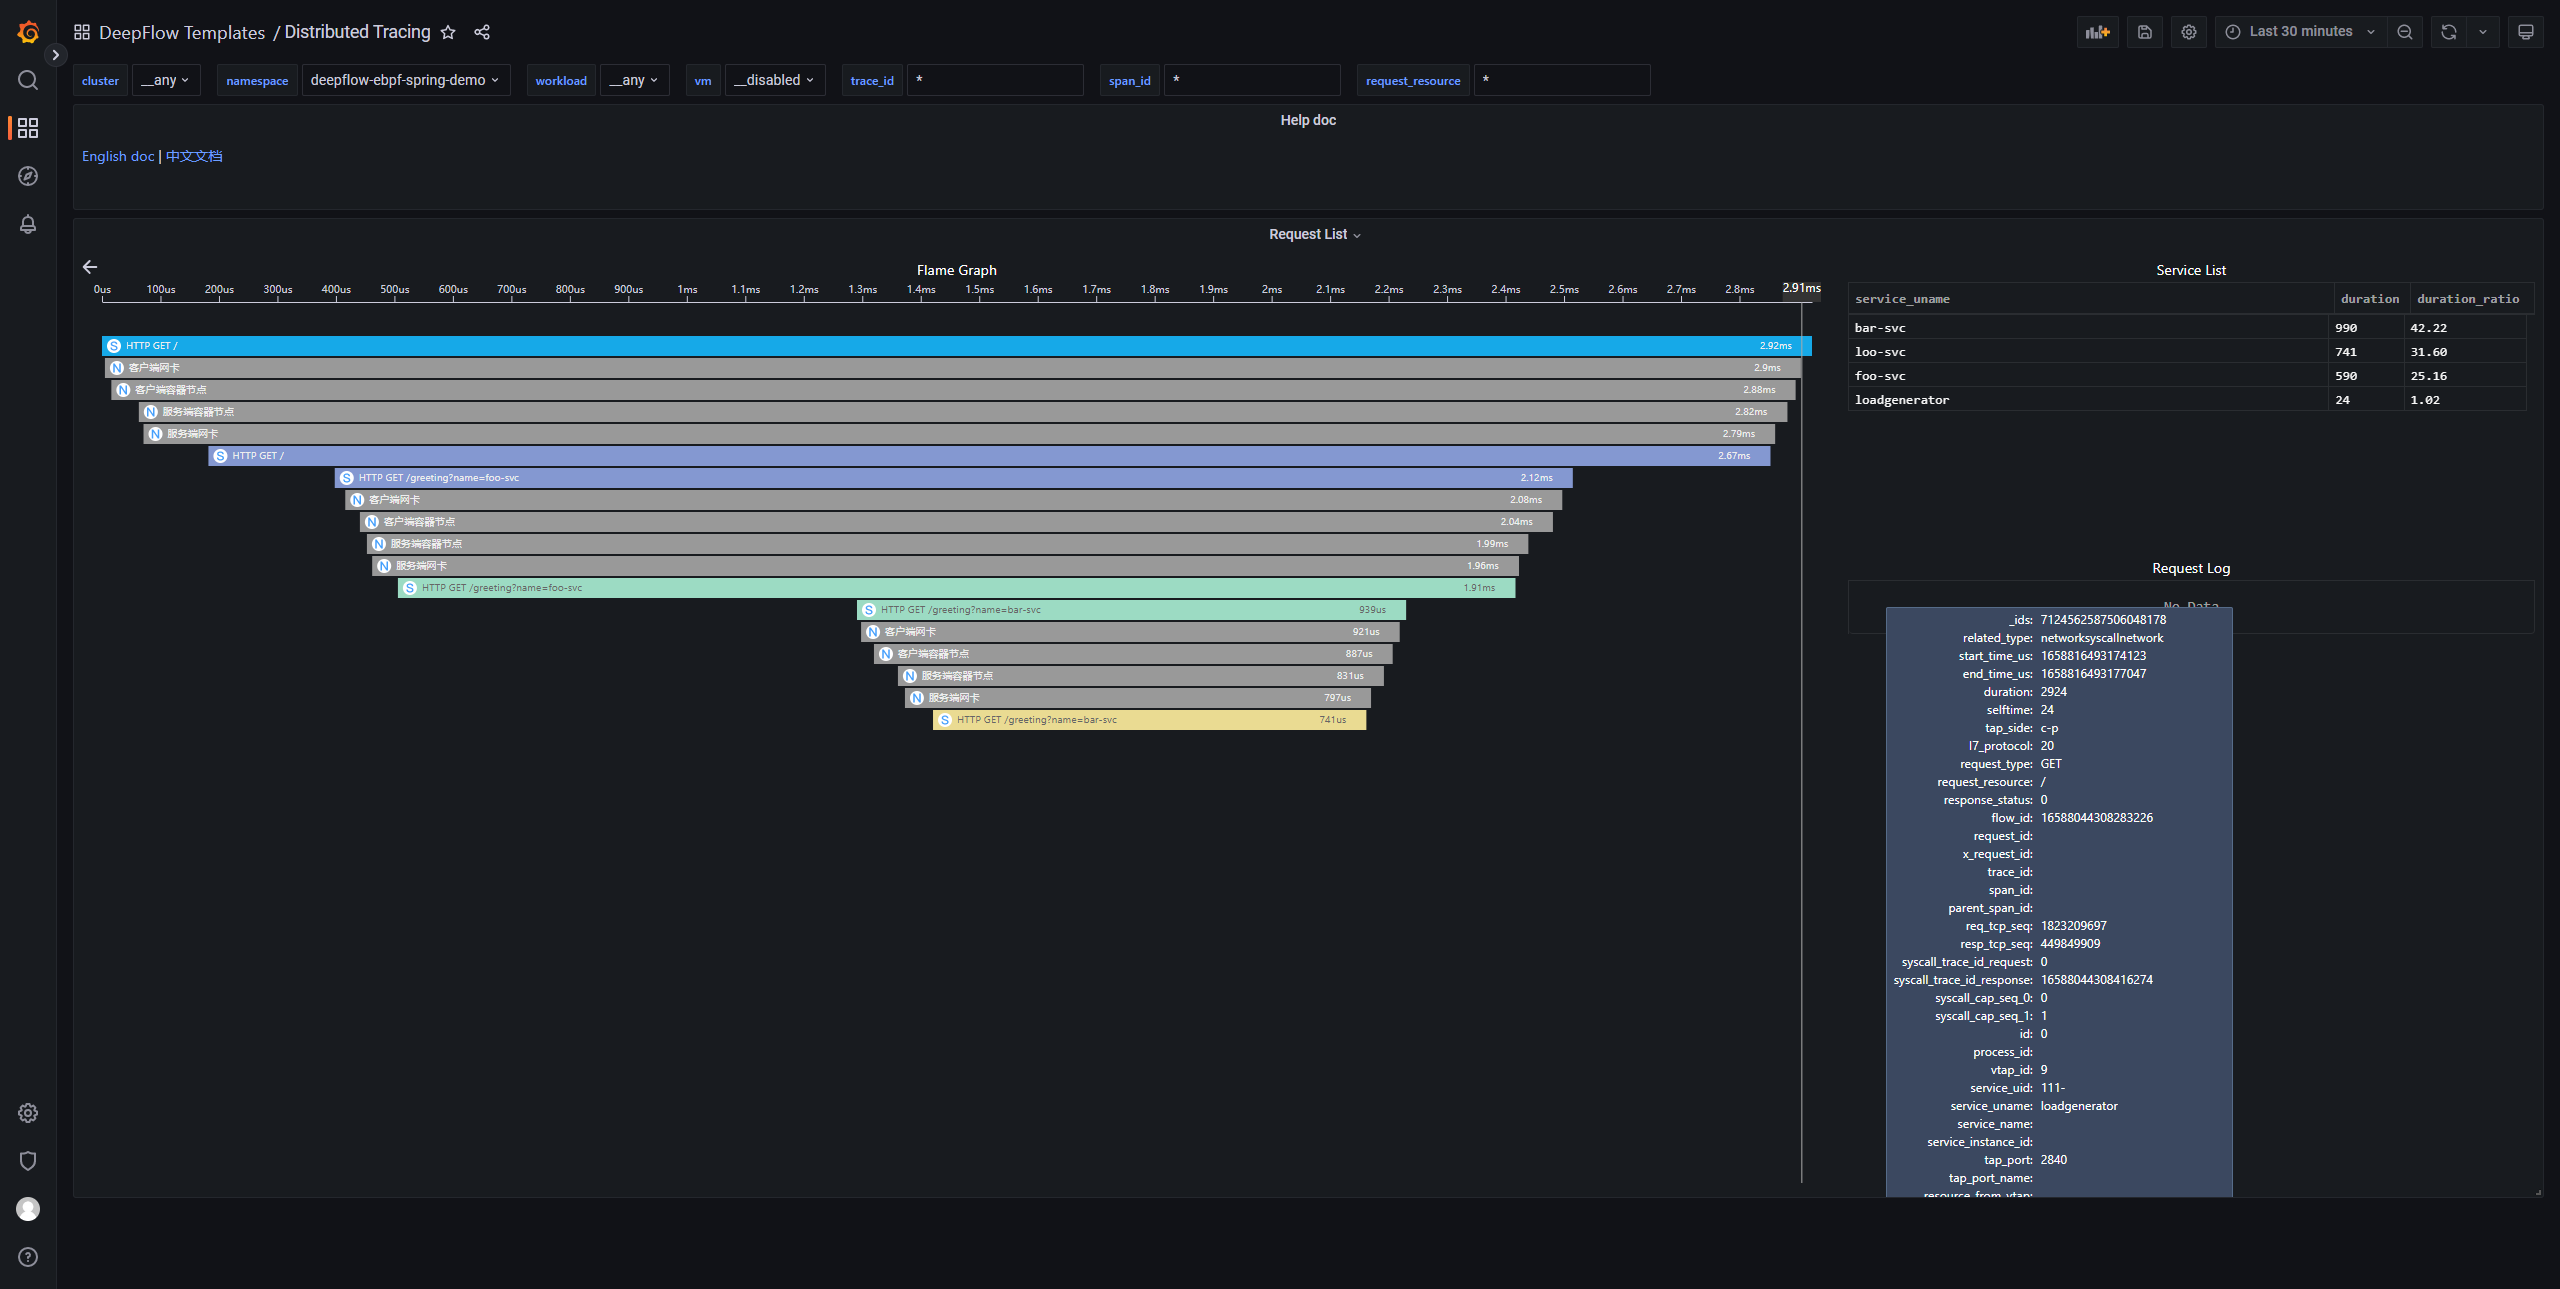 DeepFlow Templates / Distributed Tracing
Last 30 minutes
cluster __any namespace deepflow-ebpf-spring-demo workload __any vm __disabled trace_id * span_id * request_resource *
Help doc
English doc | 中文文档
Request List
Flame Graph
0us 100us 200us 300us 400us 500us 600us 700us 800us 900us 1ms 1.1ms 1.2ms 1.3ms 1.4ms 1.5ms 1.6ms 1.7ms 1.8ms 1.9ms 2ms 2.1ms 2.2ms 2.3ms 2.4ms 2.5ms 2.6ms 2.7ms 2.8ms 2.91ms
S HTTP GET / 2.92ms
N 客户端网卡 2.9ms
N 客户端容器节点 2.88ms
N 服务端容器节点 2.82ms
N 服务端网卡 2.79ms
S HTTP GET / 2.67ms
S HTTP GET /greeting?name=foo-svc 2.12ms
N 客户端网卡 2.08ms
N 客户端容器节点 2.04ms
N 服务端容器节点 1.99ms
N 服务端网卡 1.96ms
S HTTP GET /greeting?name=foo-svc 1.91ms
S HTTP GET /greeting?name=bar-svc 939us
N 客户端网卡 921us
N 客户端容器节点 887us
N 服务端容器节点 831us
N 服务端网卡 797us
S HTTP GET /greeting?name=bar-svc 741us
Service List
service_uname duration duration_ratio
bar-svc 990 42.22
loo-svc 741 31.60
foo-svc 590 25.16
loadgenerator 24 1.02
Request Log
No Data
_ids: 7124562587506048178
related_type: networksyscallnetwork
start_time_us: 1658816493174123
end_time_us: 1658816493177047
duration: 2924
selftime: 24
tap_side: c-p
l7_protocol: 20
request_type: GET
request_resource: /
response_status: 0
flow_id: 16588044308283226
request_id:
x_request_id:
trace_id:
span_id:
parent_span_id:
req_tcp_seq: 1823209697
resp_tcp_seq: 449849909
syscall_trace_id_request: 0
syscall_trace_id_response: 16588044308416274
syscall_cap_seq_0: 0
syscall_cap_seq_1: 1
id: 0
process_id:
vtap_id: 9
service_uid: 111-
service_uname: loadgenerator
service_name:
service_instance_id:
tap_port: 2840
tap_port_name:
resource_from_vtap: